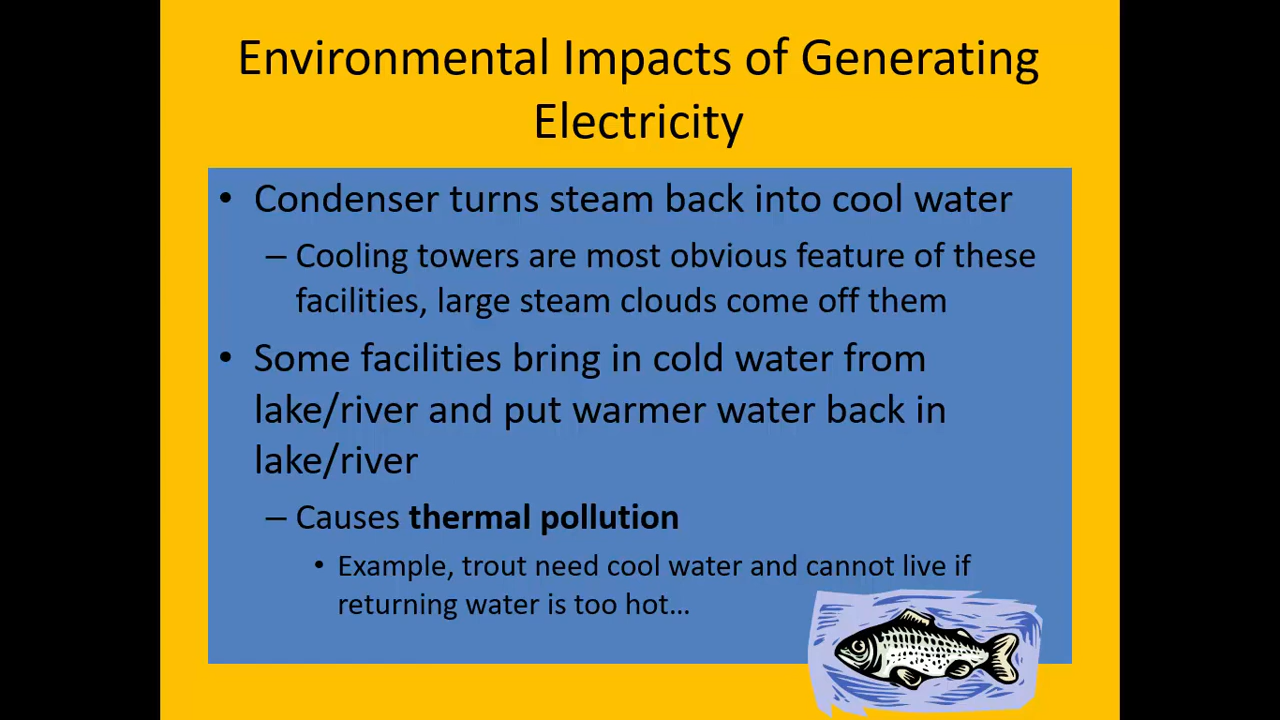 Environmental Impacts of Generating
Electricity
• Condenser turns steam back into cool water
– Cooling towers are most obvious feature of these
facilities, large steam clouds come off them
• Some facilities bring in cold water from
lake/river and put warmer water back in
lake/river
– Causes thermal pollution
• Example, trout need cool water and cannot live if
returning water is too hot…